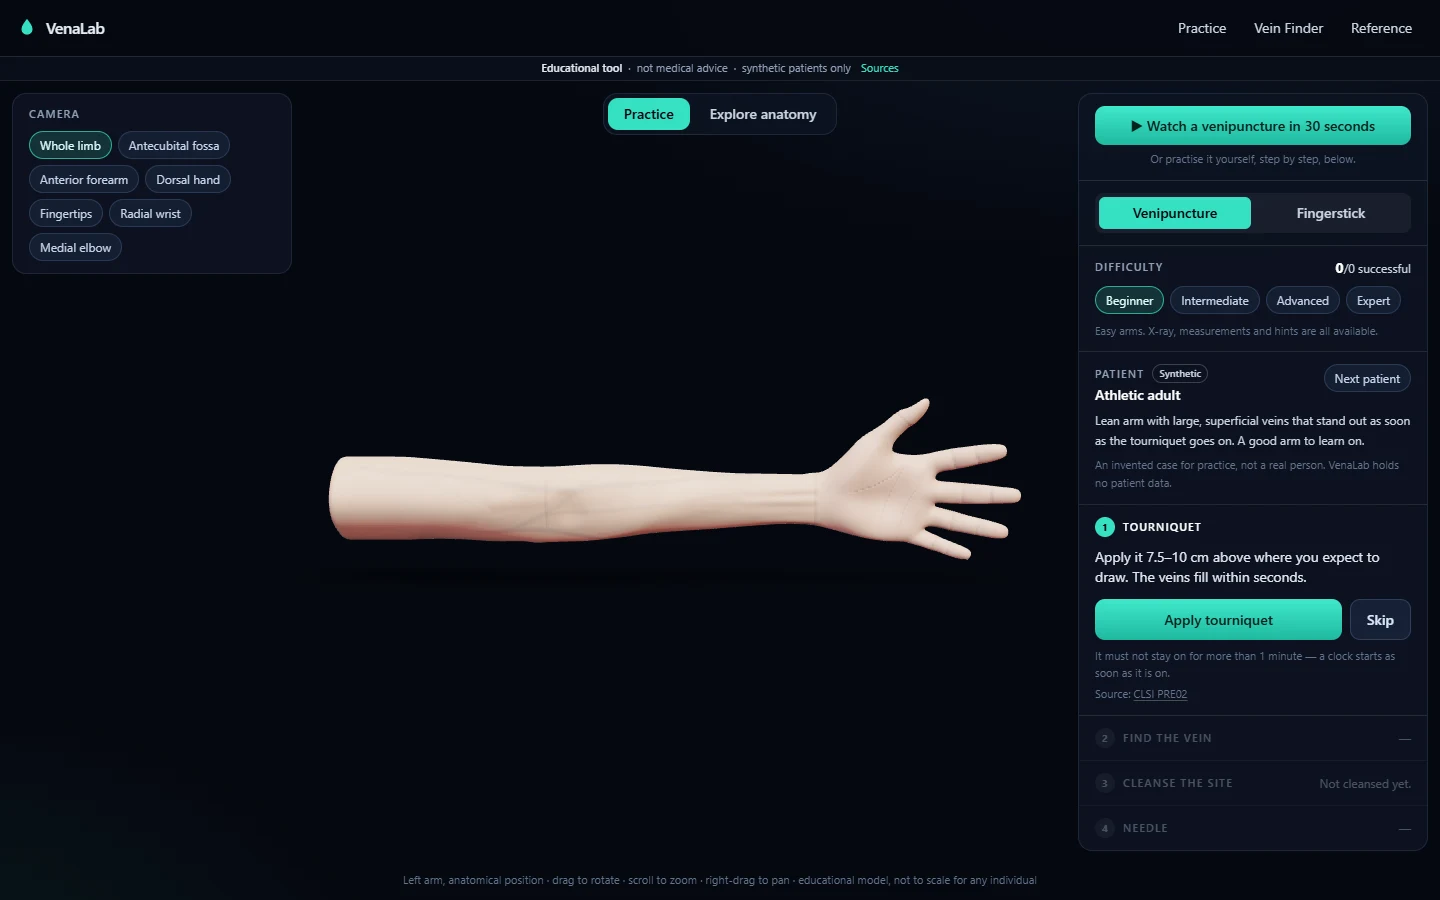 VenaLab
Practice
Vein Finder
Reference
Educational tool · not medical advice · synthetic patients only Sources
CAMERA
Whole limb
Antecubital fossa
Anterior forearm
Dorsal hand
Fingertips
Radial wrist
Medial elbow
Practice
Explore anatomy
▶ Watch a venipuncture in 30 seconds
Or practise it yourself, step by step, below.
Venipuncture
Fingerstick
DIFFICULTY
0/0 successful
Beginner
Intermediate
Advanced
Expert
Easy arms. X-ray, measurements and hints are all available.
PATIENT
Synthetic
Next patient
Athletic adult
Lean arm with large, superficial veins that stand out as soon
as the tourniquet goes on. A good arm to learn on.
An invented case for practice, not a real person. VenaLab holds
no patient data.
1 TOURNIQUET
Apply it 7.5–10 cm above where you expect to
draw. The veins fill within seconds.
Apply tourniquet
Skip
It must not stay on for more than 1 minute — a clock starts as
soon as it is on.
Source: CLSI PRE02
2 FIND THE VEIN —
3 CLEANSE THE SITE Not cleansed yet.
4 NEEDLE —
Left arm, anatomical position · drag to rotate · scroll to zoom · right-drag to pan · educational model, not to scale for any individual